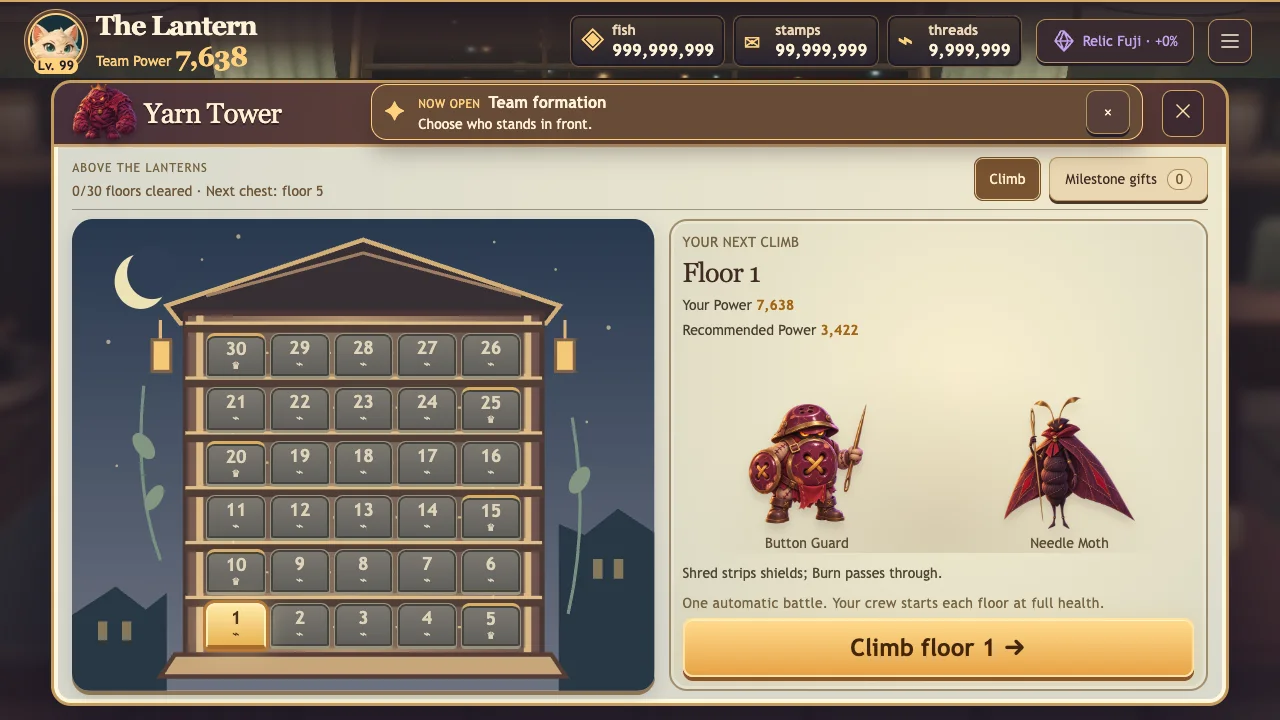 The Lantern
Lv. 99
Team Power 7,638
fish
999,999,999
stamps
99,999,999
threads
9,999,999
Relic Fuji · +0%
Yarn Tower
NOW OPEN Team formation
Choose who stands in front.
×
ABOVE THE LANTERNS
0/30 floors cleared · Next chest: floor 5
Climb
Milestone gifts 0
30 29 28 27 26
21 22 23 24 25
20 19 18 17 16
11 12 13 14 15
10 9 8 7 6
1 2 3 4 5
YOUR NEXT CLIMB
Floor 1
Your Power 7,638
Recommended Power 3,422
Button Guard
Needle Moth
Shred strips shields; Burn passes through.
One automatic battle. Your crew starts each floor at full health.
Climb floor 1 →